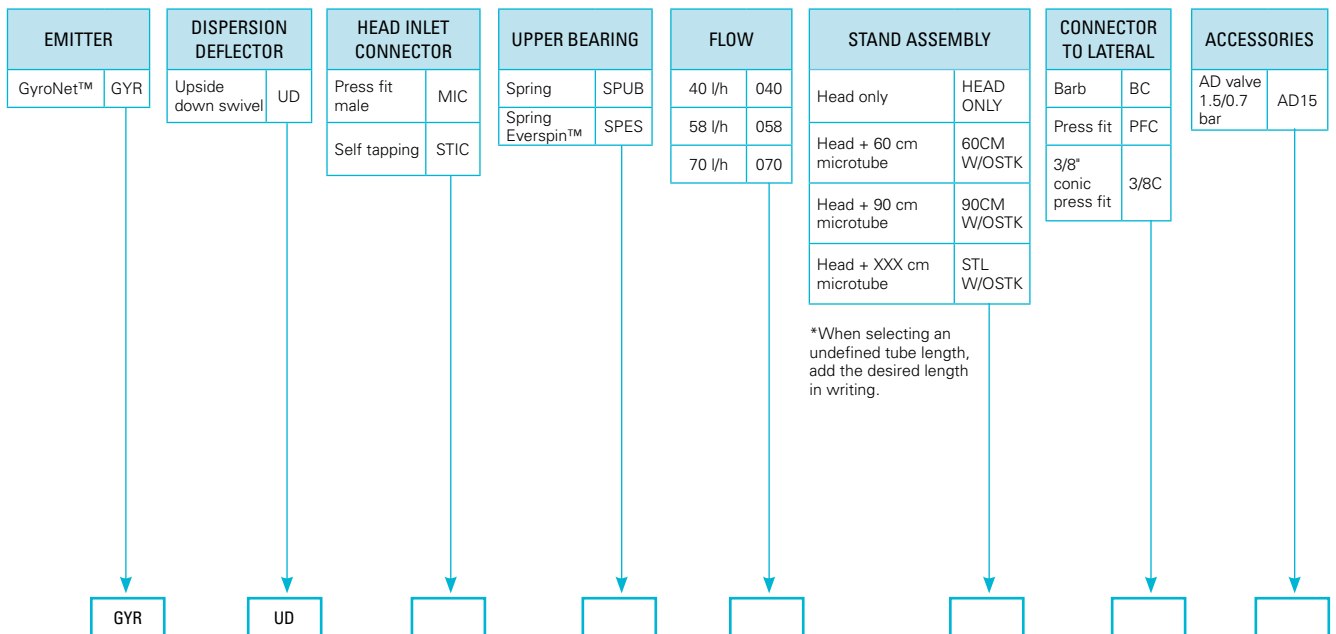 EMITTER
GyroNet™ GYR
DISPERSION
DEFLECTOR
Upside
down swivel UD
HEAD INLET
CONNECTOR
Press fit
male MIC
Self tapping STIC
UPPER BEARING
Spring SPUB
Spring
Everspin™ SPES
FLOW
40 l/h 040
58 l/h 058
70 l/h 070
STAND ASSEMBLY
Head only HEAD
ONLY
Head + 60 cm
microtube 60CM
W/OSTK
Head + 90 cm
microtube 90CM
W/OSTK
Head + XXX cm
microtube STL
W/OSTK
*When selecting an
undefined tube length,
add the desired length
in writing.
CONNECTOR
TO LATERAL
Barb BC
Press fit PFC
3/8"
conic
press fit 3/8C
ACCESSORIES
AD valve
1.5/0.7
bar AD15
GYR
UD